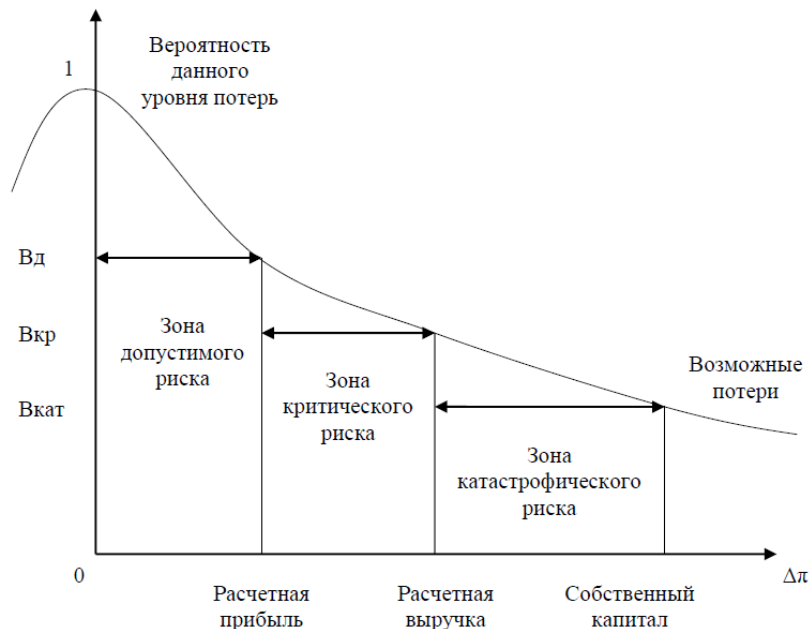 Вероятность
данного
уровня потерь
1
Вд
Вкр
Вкат
Зона
допустимого
риска
Зона
критического
риска
Зона
катастрофического
риска
Возможные
потери
0
Δπ
Расчетная
прибыль
Расчетная
выручка
Собственный
капитал